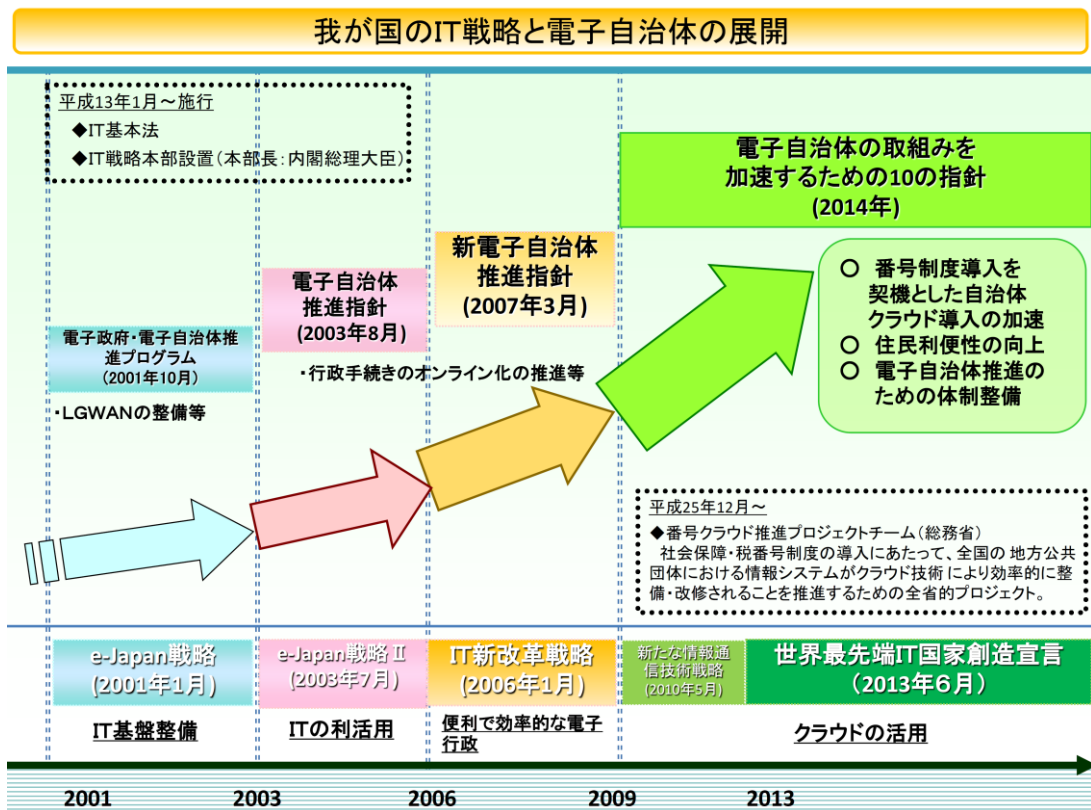 我が国のIT戦略と電子自治体の展開
平成13年1月～施行
◆IT基本法
◆IT戦略本部設置（本部長：内閣総理大臣）
電子自治体の取組みを
加速するための10の指針
(2014年)
新電子自治体
推進指針
(2007年3月)
電子自治体
推進指針
(2003年8月)
電子政府・電子自治体推
進プログラム
(2001年10月)
・行政手続きのオンライン化の推進等
・LGWANの整備等
○ 番号制度導入を
契機とした自治体
クラウド導入の加速
○ 住民利便性の向上
○ 電子自治体推進の
ための体制整備
平成25年12月～
◆番号クラウド推進プロジェクトチーム（総務省）
社会保障・税番号制度の導入にあたって、全国の 地方公共
団体における情報システムがクラウド技術 により効率的に整
備・改修されることを推進するための全省的プロジェクト。
e-Japan戦略
(2001年1月)
e-Japan戦略Ⅱ
(2003年7月)
IT新改革戦略
(2006年1月)
新たな情報通
信技術戦略
(2010年5月)
世界最先端IT国家創造宣言
（2013年６月）
IT基盤整備
ITの利活用
便利で効率的な電子
行政
クラウドの活用
2001 2003 2006 2009 2013